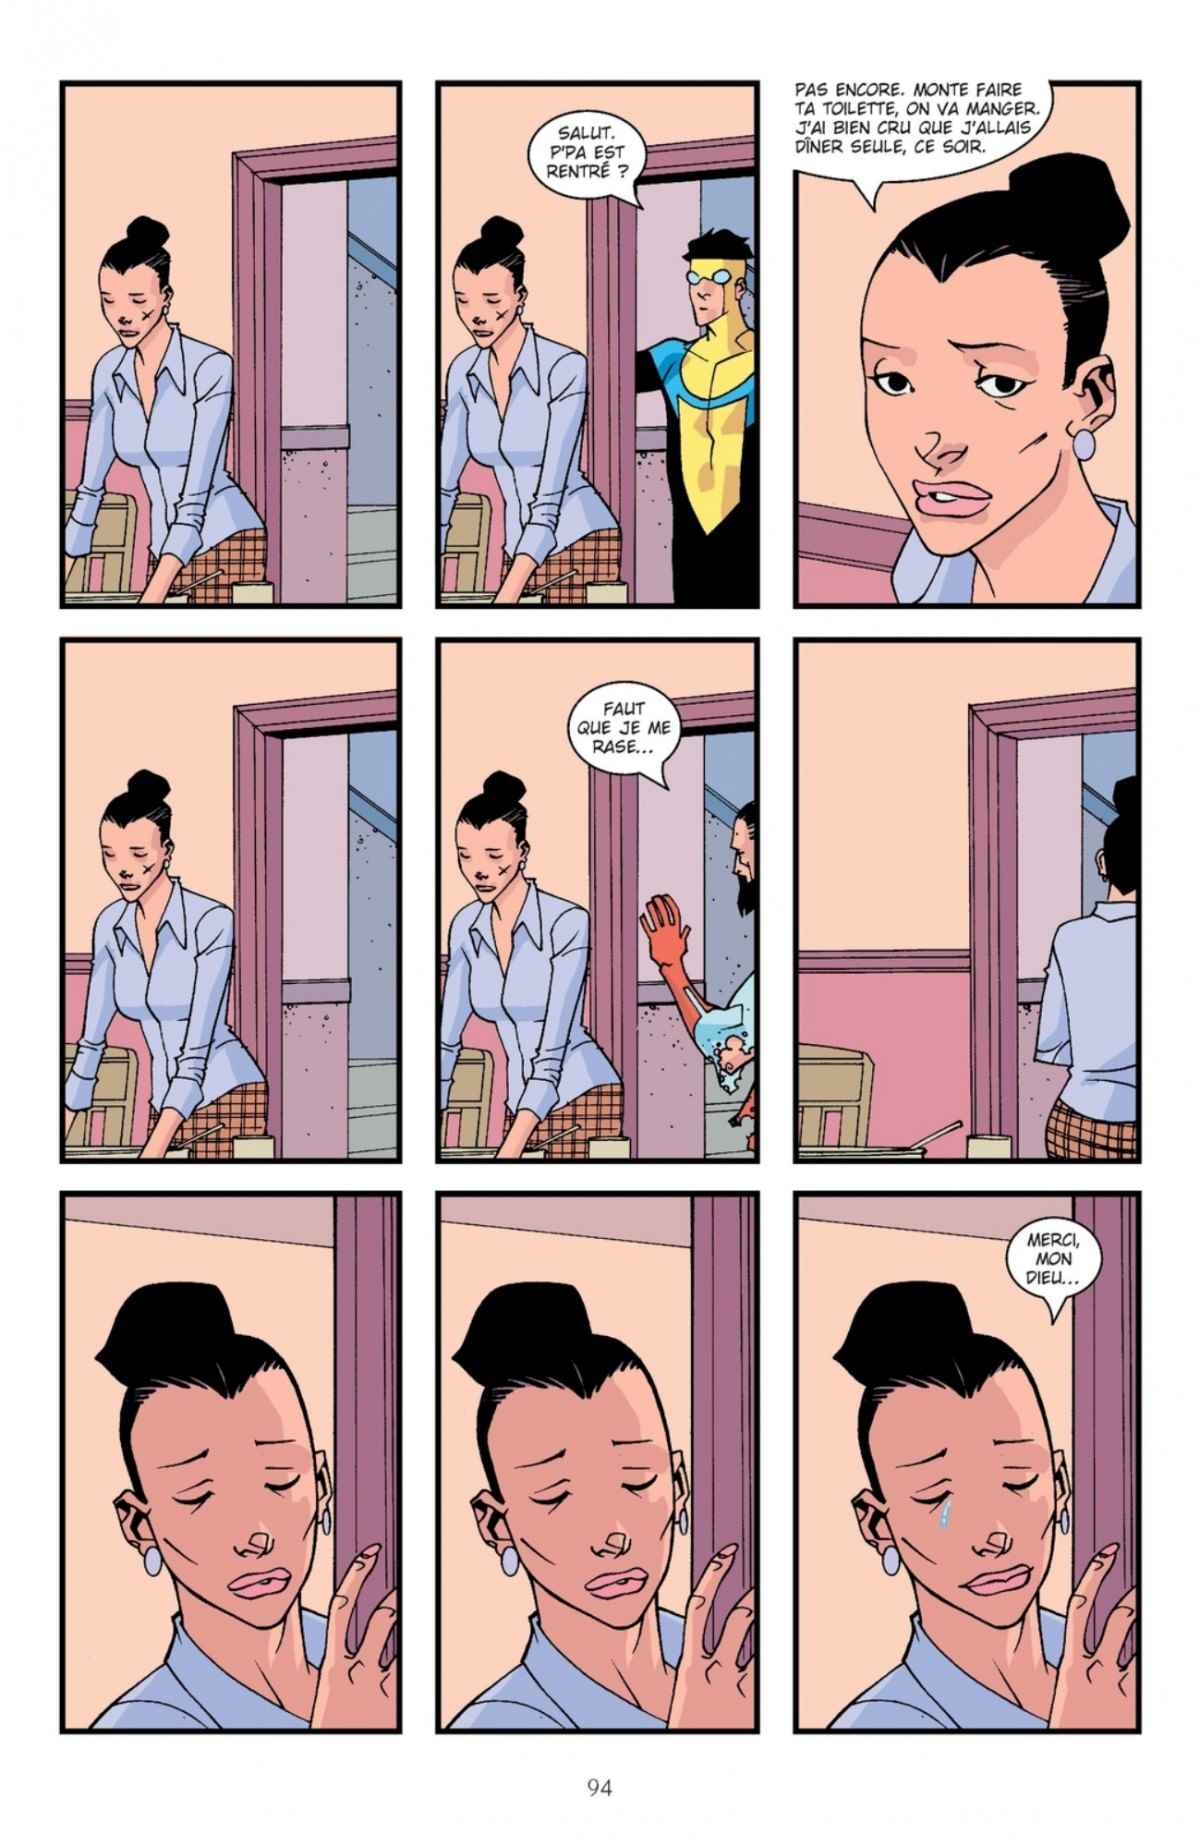 SALUT.
P'PA EST
RENTRÉ ?
PAS ENCORE. MONTE FAIRE
TA TOILETTE, ON VA MANGER.
J'AI BIEN CRU QUE J'ALLAIS
DÎNER SEULE, CE SOIR.
FAUT
QUE JE ME
RASE...
MERCI,
MON
DIEU...
94